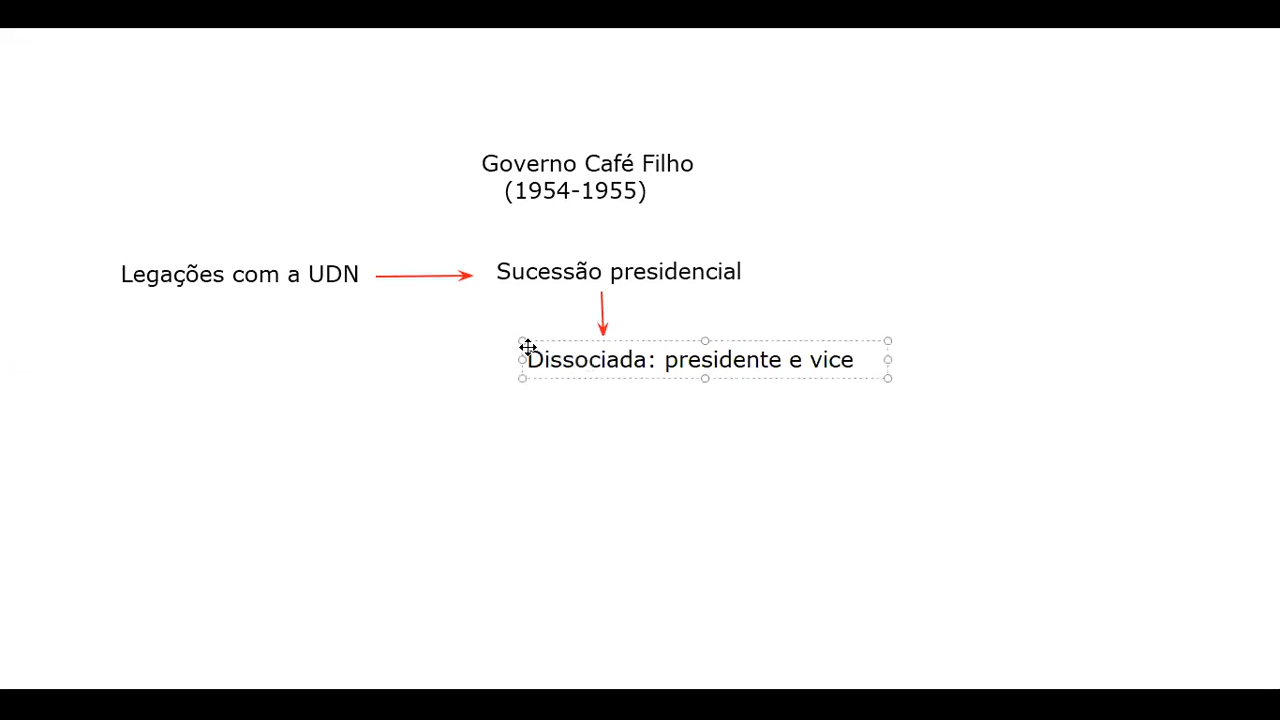 Governo Café Filho
(1954-1955)
Legações com a UDN
Sucessão presidencial
Dissociada: presidente e vice